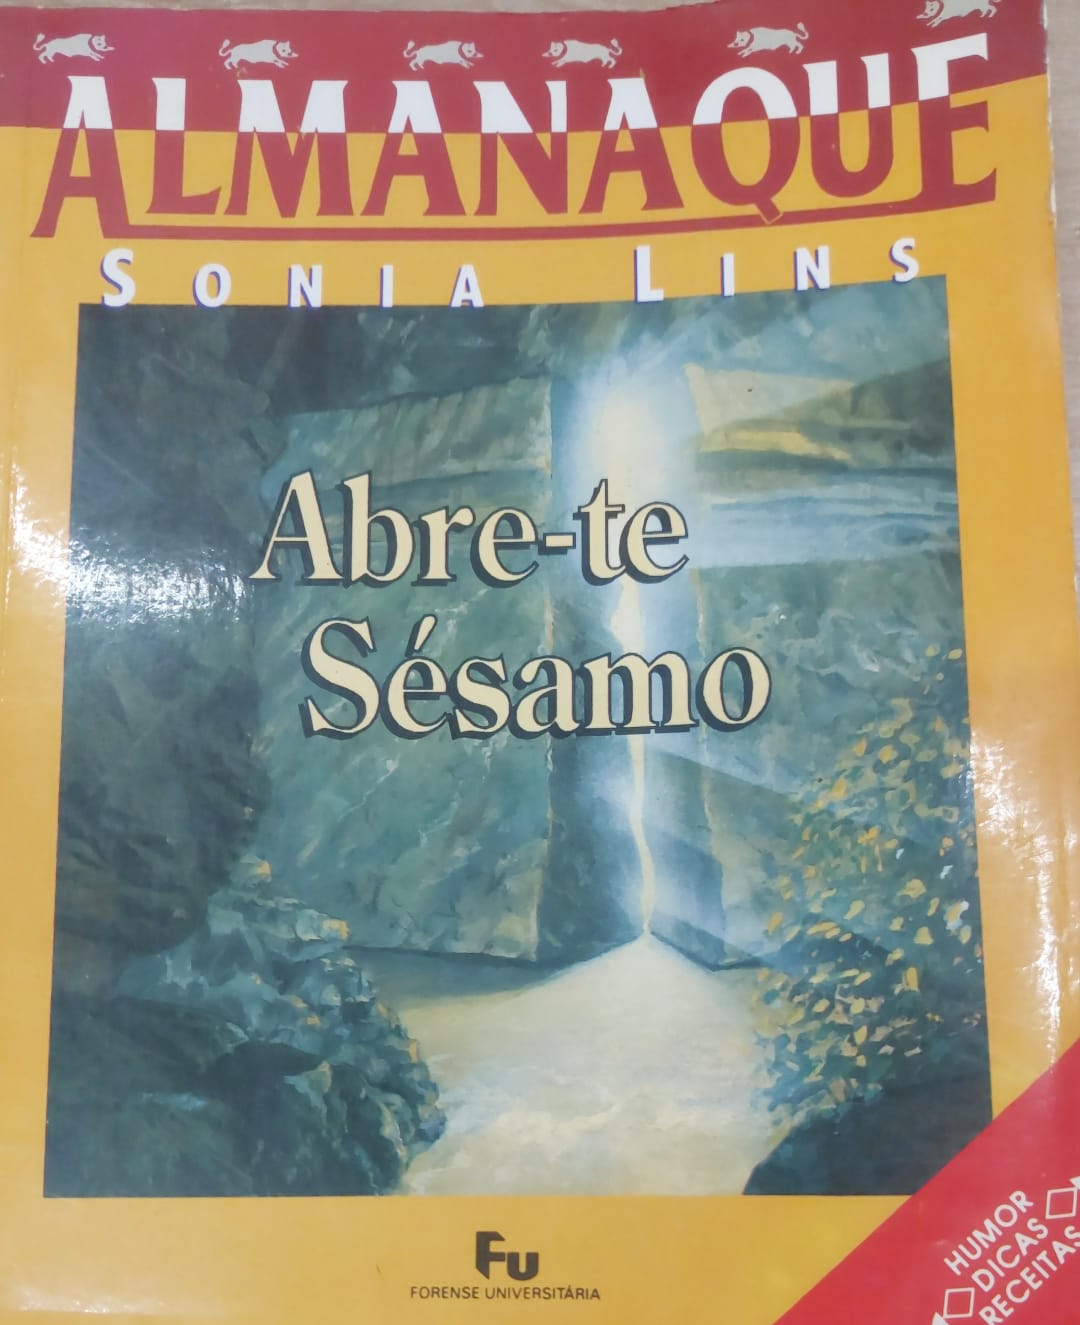 ALMANAQUE
SONIA LINS
Abre-te
Sésamo
FU
FORENSE UNIVERSITÁRIA
HUMOR
DICAS
RECEITAS